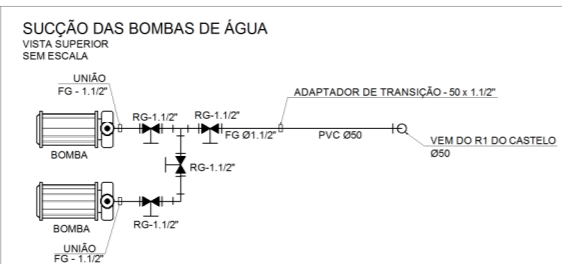 SUCÇÃO DAS BOMBAS DE ÁGUA
VISTA SUPERIOR
SEM ESCALA
UNIÃO
FG - 1.1/2"
ADAPTADOR DE TRANSIÇÃO - 50 x 1.1/2"
RG-1.1/2"
RG-1.1/2"
FG Ø1.1/2"
PVC Ø50
VEM DO R1 DO CASTELO
Ø50
BOMBA
RG-1.1/2"
RG-1.1/2"
BOMBA
UNIÃO
FG - 1.1/2"